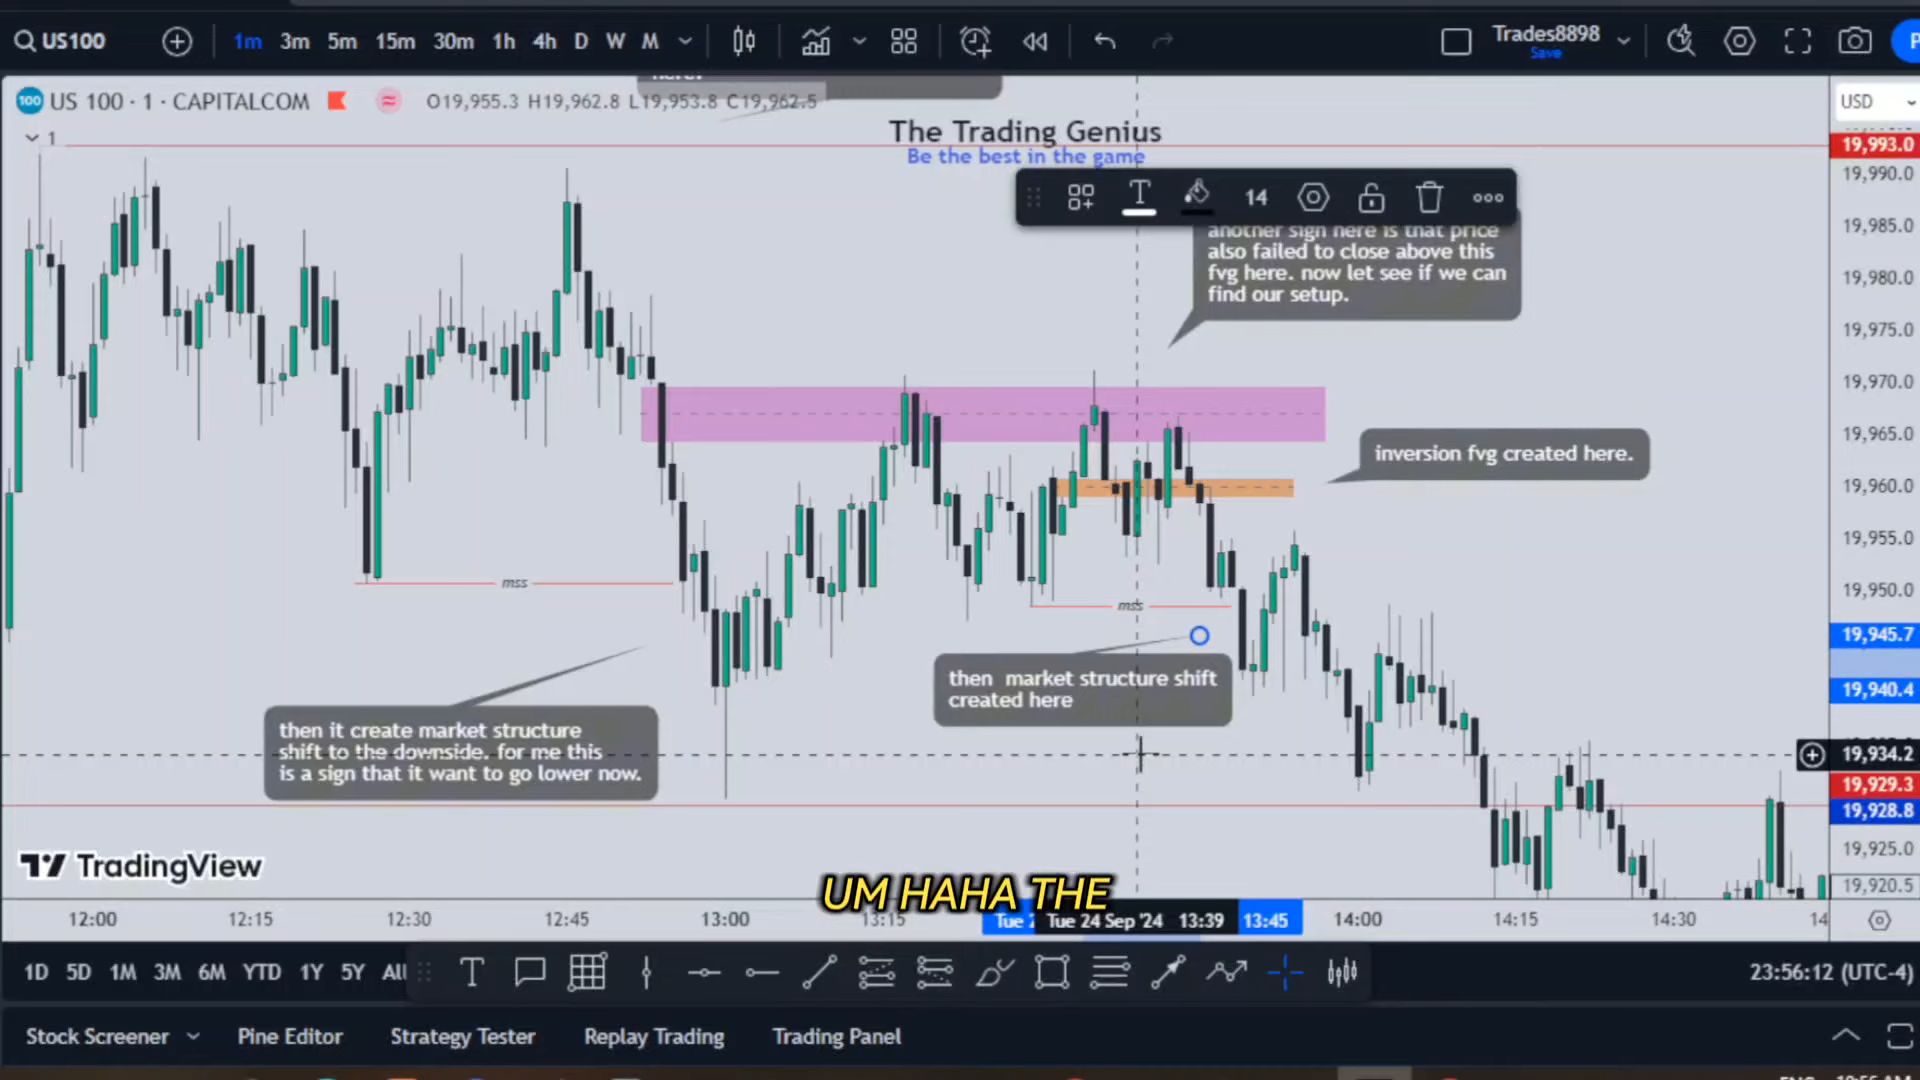 US100 1m 3m 5m 15m 30m 1h 4h D W M Trades8898
Save
here.
100 US 100 · 1 · CAPITALCOM O19,955.3 H19,962.8 L19,953.8 C19,962.5 USD
1
The Trading Genius
Be the best in the game
19,993.0
19,990.0
14
19,985.0
another sign here is that price
also failed to close above this
fvg here. now let see if we can
find our setup.
19,980.0
19,975.0
19,970.0
19,965.0
inversion fvg created here.
19,960.0
19,955.0
mss
19,950.0
mss
19,945.7
then market structure shift
created here
19,940.4
then it create market structure
shift to the downside. for me this
is a sign that it want to go lower now.
19,934.2
19,929.3
19,928.8
19,925.0
TradingView
19,920.5
UM HAHA THE
12:00 12:15 12:30 12:45 13:00 13:15 Tue 2 Tue 24 Sep '24 13:39 13:45 14:00 14:15 14:30 14
1D 5D 1M 3M 6M YTD 1Y 5Y All 23:56:12 (UTC-4)
Stock Screener Pine Editor Strategy Tester Replay Trading Trading Panel